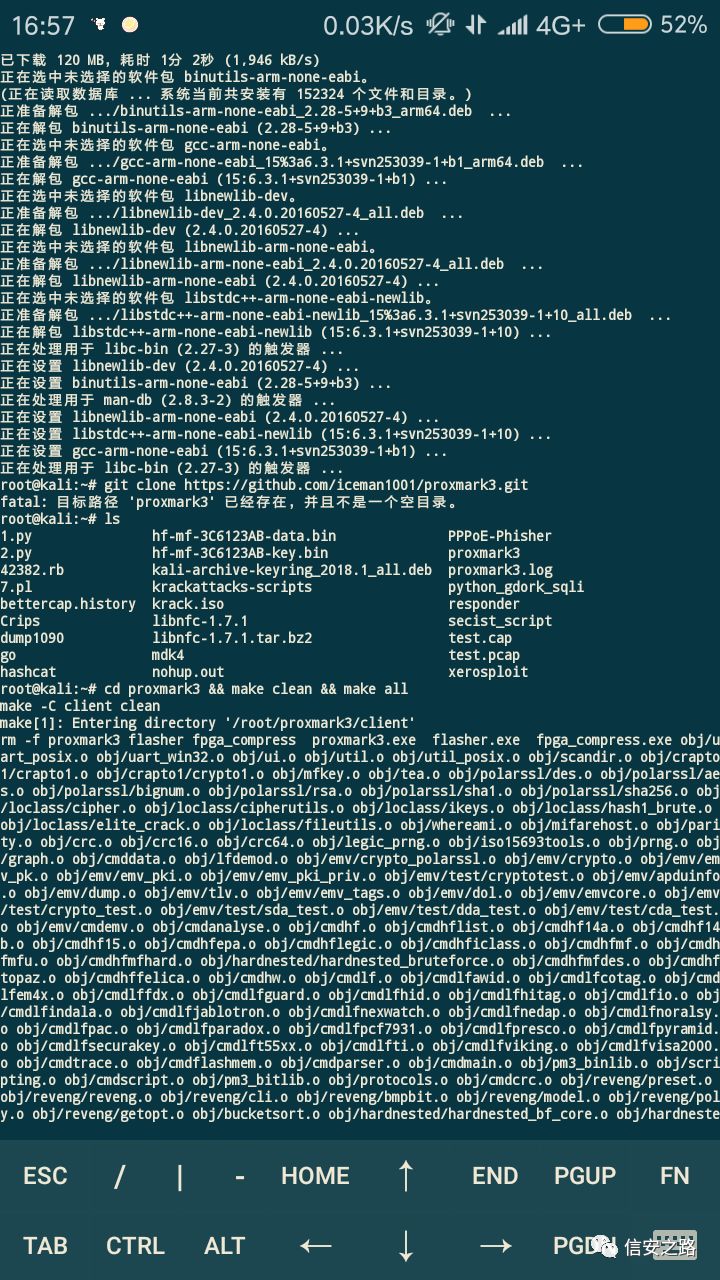 16:57 0.03K/s 4G+ 52%
已下载 120 MB，耗时 1分 2秒 (1,946 kB/s)
正在选中未选择的软件包 binutils-arm-none-eabi。
(正在读取数据库 ... 系统当前共安装有 152324 个文件和目录。)
正准备解包 .../binutils-arm-none-eabi_2.28-5+9+b3_arm64.deb  ...
正在解包 binutils-arm-none-eabi (2.28-5+9+b3) ...
正在选中未选择的软件包 gcc-arm-none-eabi。
正准备解包 .../gcc-arm-none-eabi_15%3a6.3.1+svn253039-1+b1_arm64.deb  ...
正在解包 gcc-arm-none-eabi (15:6.3.1+svn253039-1+b1) ...
正在选中未选择的软件包 libnewlib-dev。
正准备解包 .../libnewlib-dev_2.4.0.20160527-4_all.deb  ...
正在解包 libnewlib-dev (2.4.0.20160527-4) ...
正在选中未选择的软件包 libnewlib-arm-none-eabi。
正准备解包 .../libnewlib-arm-none-eabi_2.4.0.20160527-4_all.deb  ...
正在解包 libnewlib-arm-none-eabi (2.4.0.20160527-4) ...
正在选中未选择的软件包 libstdc++-arm-none-eabi-newlib。
正准备解包 .../libstdc++-arm-none-eabi-newlib_15%3a6.3.1+svn253039-1+10_all.deb  ...
正在解包 libstdc++-arm-none-eabi-newlib (15:6.3.1+svn253039-1+10) ...
正在处理用于 libc-bin (2.27-3) 的触发器 ...
正在设置 libnewlib-dev (2.4.0.20160527-4) ...
正在设置 binutils-arm-none-eabi (2.28-5+9+b3) ...
正在处理用于 man-db (2.8.3-2) 的触发器 ...
正在设置 libnewlib-arm-none-eabi (2.4.0.20160527-4) ...
正在设置 libstdc++-arm-none-eabi-newlib (15:6.3.1+svn253039-1+10) ...
正在设置 gcc-arm-none-eabi (15:6.3.1+svn253039-1+b1) ...
正在处理用于 libc-bin (2.27-3) 的触发器 ...
root@kali:~# git clone https://github.com/iceman1001/proxmark3.git
fatal: 目标路径 'proxmark3' 已经存在，并且不是一个空目录。
root@kali:~# ls
1.py hf-mf-3C6123AB-data.bin PPPoE-Phisher
2.py hf-mf-3C6123AB-key.bin proxmark3
42382.rb kali-archive-keyring_2018.1_all.deb proxmark3.log
7.pl krackattacks-scripts python_gdork_sqli
bettercap.history krack.iso responder
Crips libnfc-1.7.1 secist_script
dump1090 libnfc-1.7.1.tar.bz2 test.cap
go mdk4 test.pcap
hashcat nohup.out xerosploit
root@kali:~# cd proxmark3 && make clean && make all
make -C client clean
make[1]: Entering directory '/root/proxmark3/client'
rm -f proxmark3 flasher fpga_compress  proxmark3.exe  flasher.exe  fpga_compress.exe obj/u
art_posix.o obj/uart_win32.o obj/ui.o obj/util.o obj/util_posix.o obj/scandir.o obj/crapto
1/crapto1.o obj/crapto1/crypto1.o obj/mfkey.o obj/tea.o obj/polarssl/des.o obj/polarssl/ae
s.o obj/polarssl/bignum.o obj/polarssl/rsa.o obj/polarssl/sha1.o obj/polarssl/sha256.o obj
/loclass/cipher.o obj/loclass/cipherutils.o obj/loclass/ikeys.o obj/loclass/hash1_brute.o
obj/loclass/elite_crack.o obj/loclass/fileutils.o obj/whereami.o obj/mifarehost.o obj/pari
ty.o obj/crc.o obj/crc16.o obj/crc64.o obj/legic_prng.o obj/iso15693tools.o obj/prng.o obj
/graph.o obj/cmddata.o obj/lfdemod.o obj/emv/crypto_polarssl.o obj/emv/crypto.o obj/emv/em
v_pk.o obj/emv/emv_pki.o obj/emv/emv_pki_priv.o obj/emv/test/cryptotest.o obj/emv/apduinfo
.o obj/emv/dump.o obj/emv/tlv.o obj/emv/emv_tags.o obj/emv/dol.o obj/emv/emvcore.o obj/emv
/test/crypto_test.o obj/emv/test/sda_test.o obj/emv/test/dda_test.o obj/emv/test/cda_test.
o obj/emv/cmdemv.o obj/cmdanalyse.o obj/cmdhf.o obj/cmdhflist.o obj/cmdhf14a.o obj/cmdhf14
b.o obj/cmdhf15.o obj/cmdhfepa.o obj/cmdhflegic.o obj/cmdhficlass.o obj/cmdhfmf.o obj/cmdh
fmfu.o obj/cmdhfmfhard.o obj/hardnested/hardnested_bruteforce.o obj/cmdhfmfdes.o obj/cmdhf
topaz.o obj/cmdhffelica.o obj/cmdhw.o obj/cmdlf.o obj/cmdlfawid.o obj/cmdlfcotag.o obj/cmd
lfem4x.o obj/cmdlffdx.o obj/cmdlfguard.o obj/cmdlfhid.o obj/cmdlfhitag.o obj/cmdlfio.o obj
/cmdlfindala.o obj/cmdlfjablotron.o obj/cmdlfnexwatch.o obj/cmdlfnedap.o obj/cmdlfnoralsy.
o obj/cmdlfpac.o obj/cmdlfparadox.o obj/cmdlfpcf7931.o obj/cmdlfpresco.o obj/cmdlfpyramid.
o obj/cmdlfsecurakey.o obj/cmdlft55xx.o obj/cmdlfti.o obj/cmdlfviking.o obj/cmdlfvisa2000.
o obj/cmdtrace.o obj/cmdflashmem.o obj/cmdparser.o obj/cmdmain.o obj/pm3_binlib.o obj/scri
pting.o obj/cmdscript.o obj/pm3_bitlib.o obj/protocols.o obj/cmdcrc.o obj/reveng/preset.o
obj/reveng/reveng.o obj/reveng/cli.o obj/reveng/bmpbit.o obj/reveng/model.o obj/reveng/pol
y.o obj/reveng/getopt.o obj/bucketsort.o obj/hardnested/hardnested_bf_core.o obj/hardneste
ESC / | - HOME ↑ END PGUP FN
TAB CTRL ALT ← ↓ → 信安之路